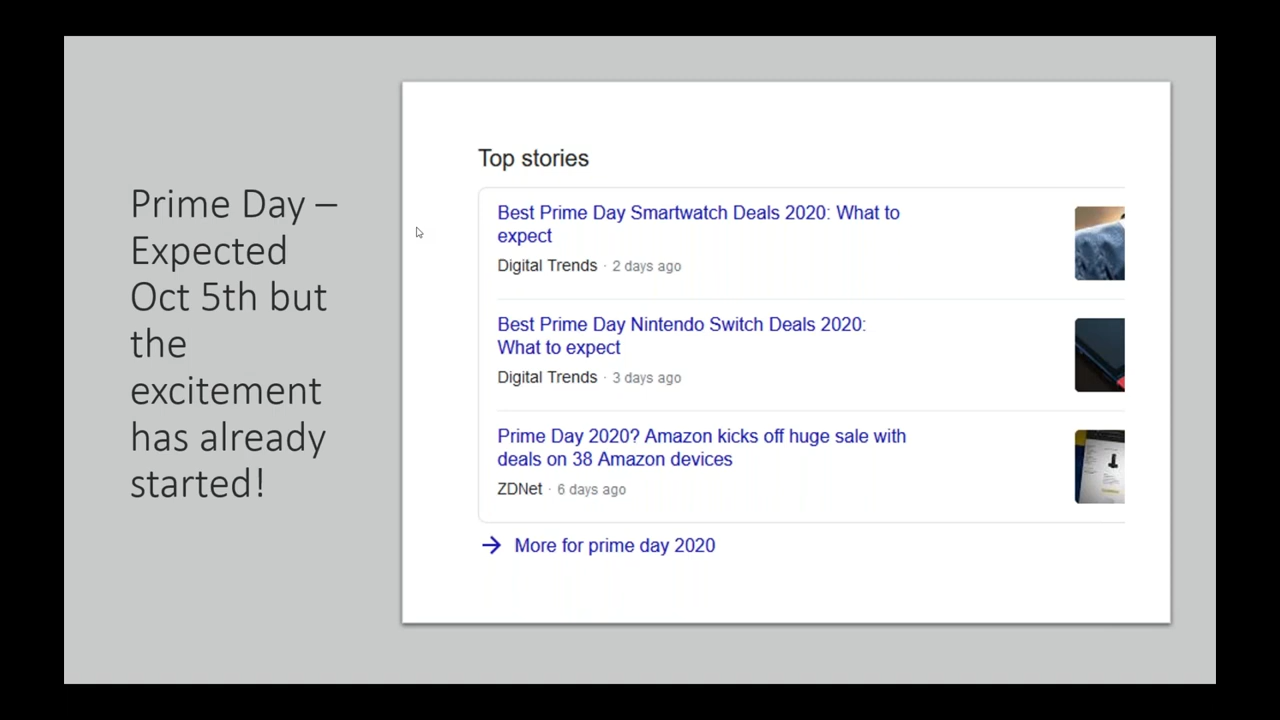 Prime Day –
Expected
Oct 5th but
the
excitement
has already
started!
Top stories
Best Prime Day Smartwatch Deals 2020: What to
expect
Digital Trends · 2 days ago
Best Prime Day Nintendo Switch Deals 2020:
What to expect
Digital Trends · 3 days ago
Prime Day 2020? Amazon kicks off huge sale with
deals on 38 Amazon devices
ZDNet · 6 days ago
→ More for prime day 2020